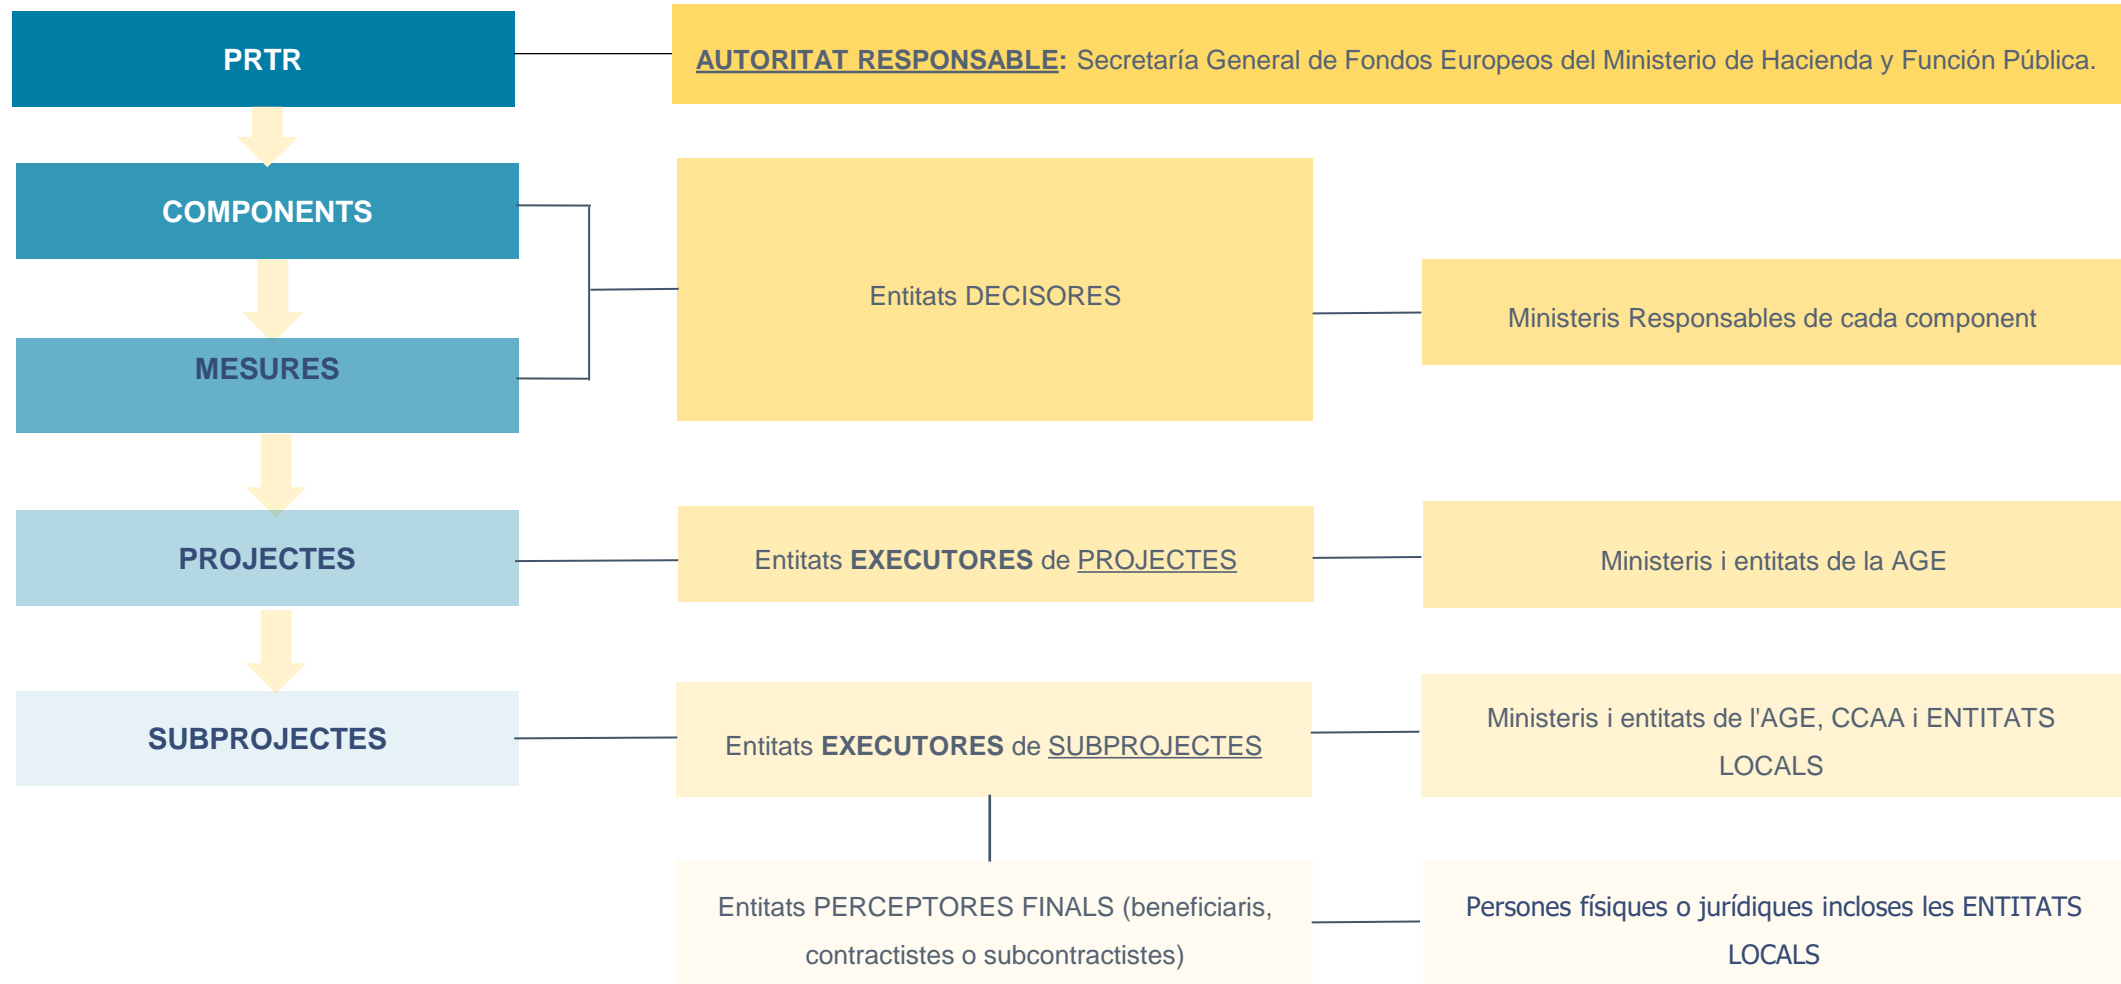 PRTR
AUTORITAT RESPONSABLE: Secretaría General de Fondos Europeos del Ministerio de Hacienda y Función Pública.
COMPONENTS
Entitats DECISORES
Ministeris Responsables de cada component
MESURES
PROJECTES
Entitats EXECUTORES de PROJECTES
Ministeris i entitats de la AGE
SUBPROJECTES
Entitats EXECUTORES de SUBPROJECTES
Ministeris i entitats de l'AGE, CCAA i ENTITATS
LOCALS
Entitats PERCEPTORES FINALS (beneficiaris,
contractistes o subcontractistes)
Persones físiques o jurídiques incloses les ENTITATS
LOCALS